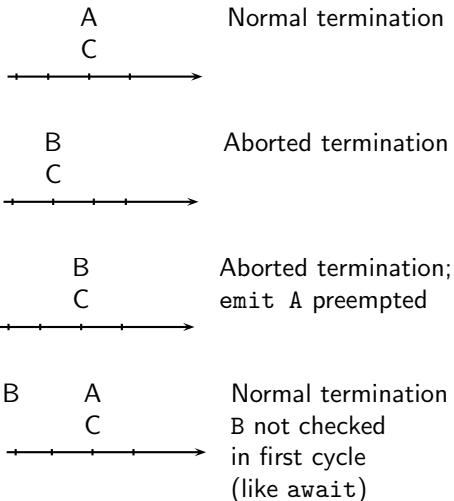 A Normal termination
C
B Aborted termination
C
B Aborted termination;
C emit A preempted
B A Normal termination
C B not checked
in first cycle
(like await)